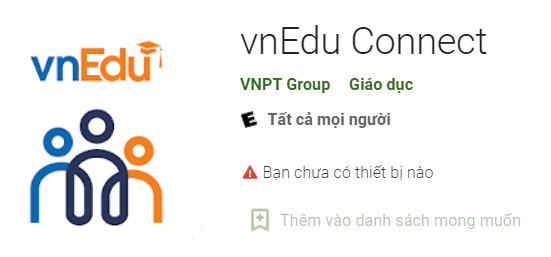 vnEdu
vnEdu Connect
VNPT Group Giáo dục
E Tất cả mọi người
Bạn chưa có thiết bị nào
Thêm vào danh sách mong muốn